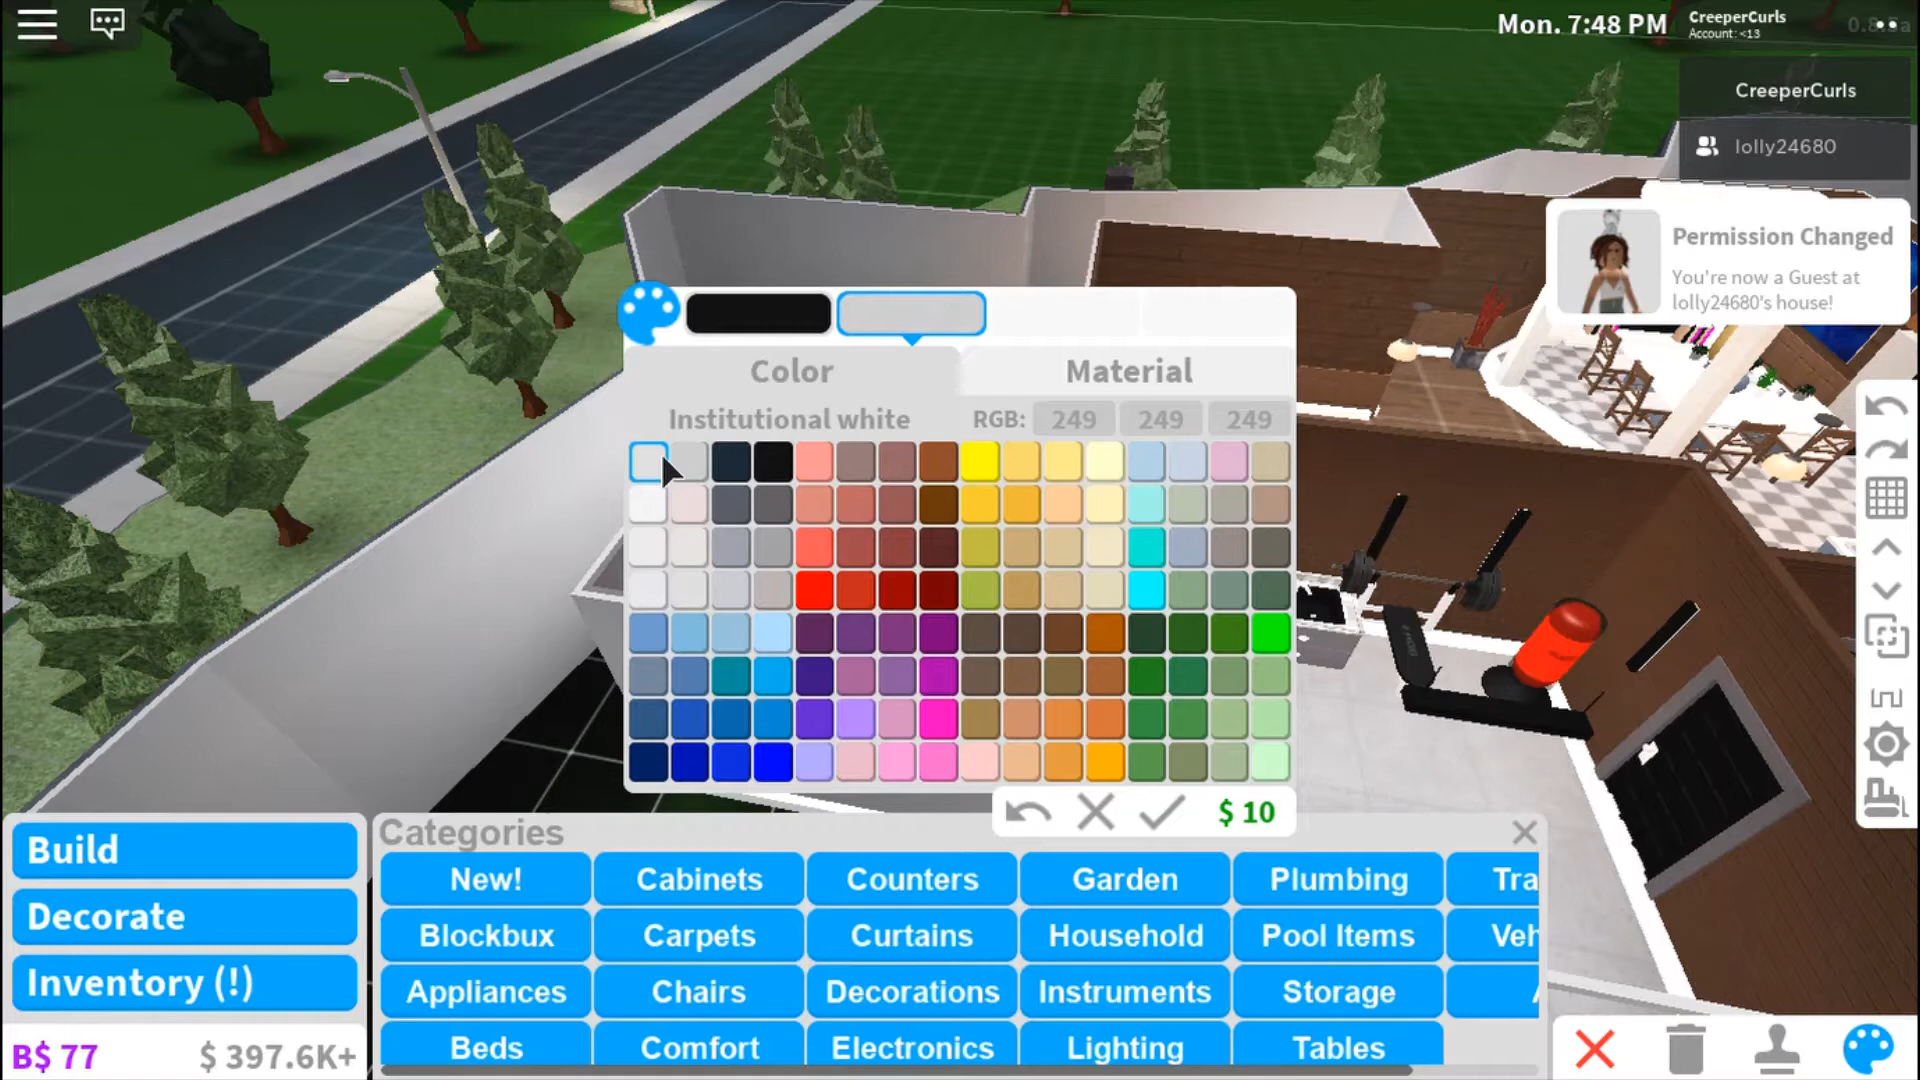 Mon. 7:48 PM
CreeperCurls
Account: <13
CreeperCurls
lolly24680
Permission Changed
You're now a Guest at
lolly24680's house!
Color
Material
Institutional white
RGB: 249 249 249
$ 10
Build
Decorate
Inventory (!)
B$ 77
$ 397.6K+
Categories
New! Cabinets Counters Garden Plumbing Tra
Blockbux Carpets Curtains Household Pool Items Veh
Appliances Chairs Decorations Instruments Storage
Beds Comfort Electronics Lighting Tables